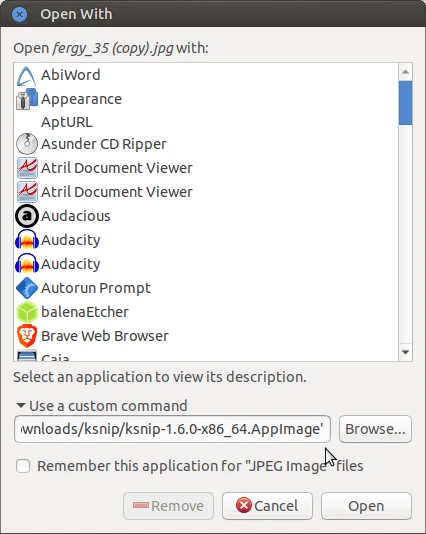 Open With
Open fergy_35 (copy).jpg with:
AbiWord
Appearance
AptURL
Asunder CD Ripper
Atril Document Viewer
Atril Document Viewer
Audacious
Audacity
Audacity
Autorun Prompt
balenaEtcher
Brave Web Browser
Caja
Select an application to view its description.
Use a custom command
ownloads/ksnip/ksnip-1.6.0-x86_64.AppImage'
Browse...
Remember this application for "JPEG Image" files
Remove
Cancel
Open